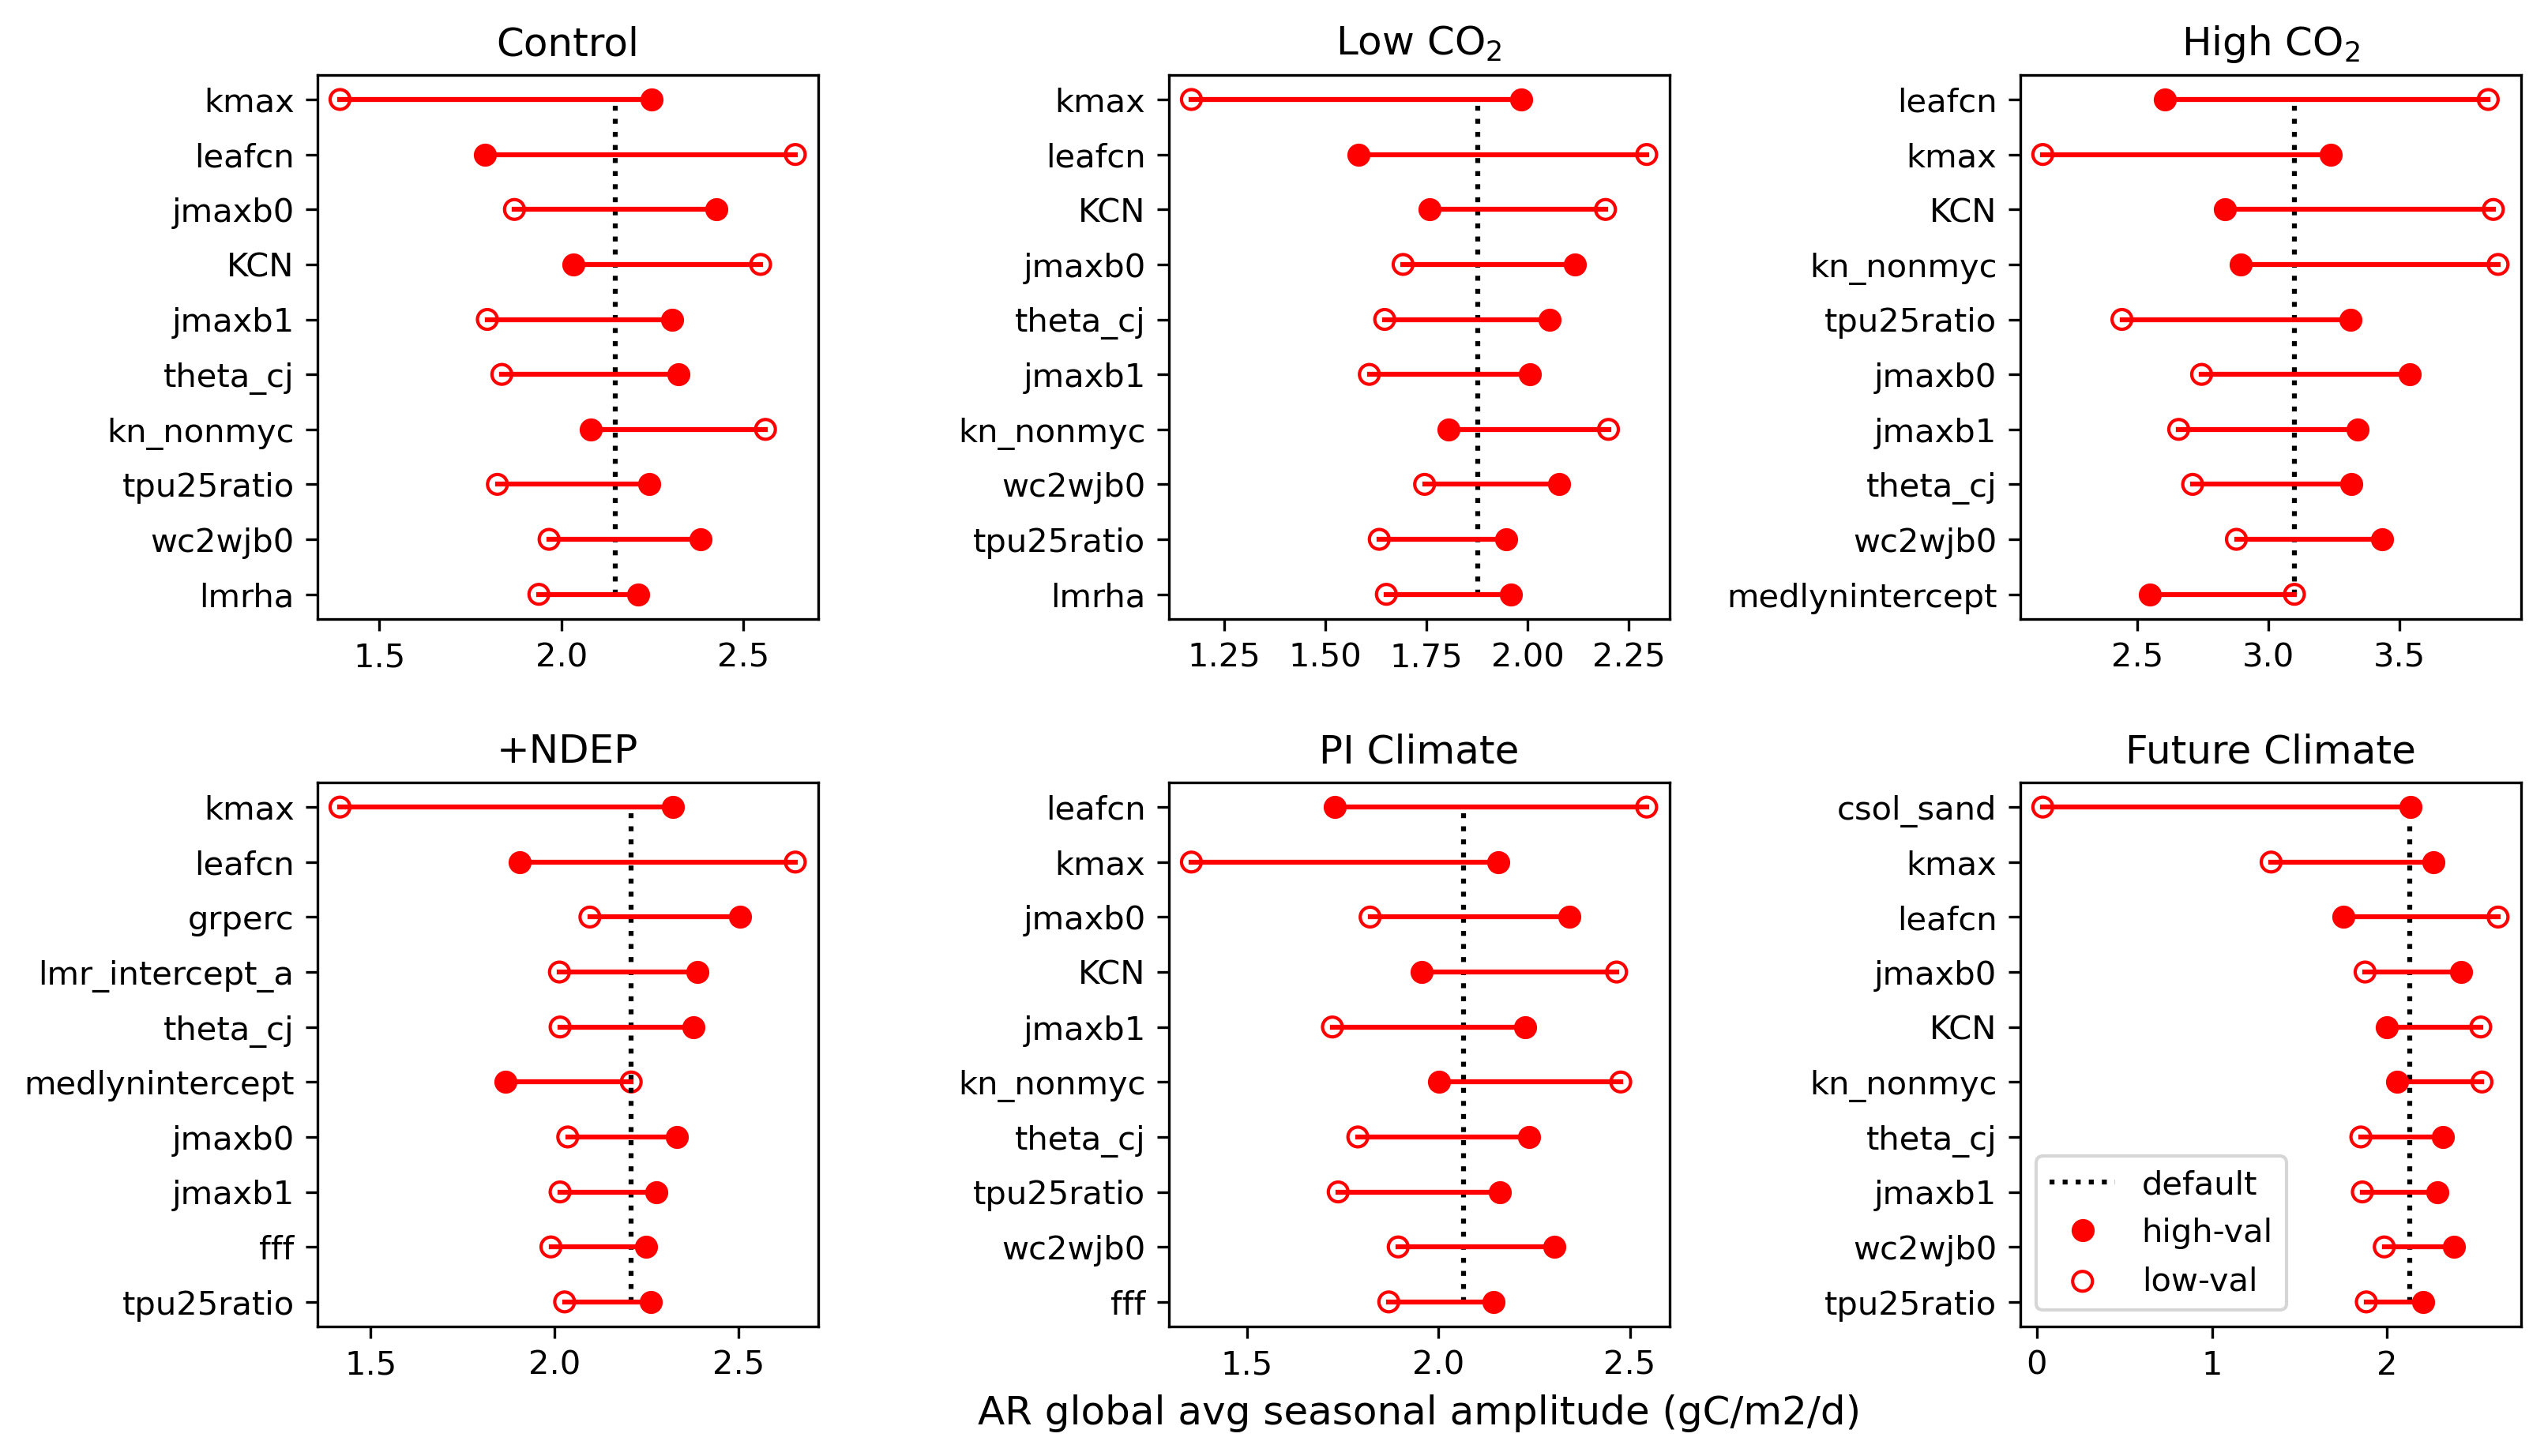 Control
kmax
leafcn
jmaxb0
KCN
jmaxb1
theta_cj
kn_nonmyc
tpu25ratio
wc2wjb0
lmrha
1.5 2.0 2.5
Low CO₂
kmax
leafcn
KCN
jmaxb0
theta_cj
jmaxb1
kn_nonmyc
wc2wjb0
tpu25ratio
lmrha
1.25 1.50 1.75 2.00 2.25
High CO₂
leafcn
kmax
KCN
kn_nonmyc
tpu25ratio
jmaxb0
jmaxb1
theta_cj
wc2wjb0
medlynintercept
2.5 3.0 3.5
+NDEP
kmax
leafcn
grperc
lmr_intercept_a
theta_cj
medlynintercept
jmaxb0
jmaxb1
fff
tpu25ratio
1.5 2.0 2.5
PI Climate
leafcn
kmax
jmaxb0
KCN
jmaxb1
kn_nonmyc
theta_cj
tpu25ratio
wc2wjb0
fff
1.5 2.0 2.5
Future Climate
csol_sand
kmax
leafcn
jmaxb0
KCN
kn_nonmyc
theta_cj
jmaxb1
wc2wjb0
tpu25ratio
default
high-val
low-val
0 1 2
AR global avg seasonal amplitude (gC/m2/d)